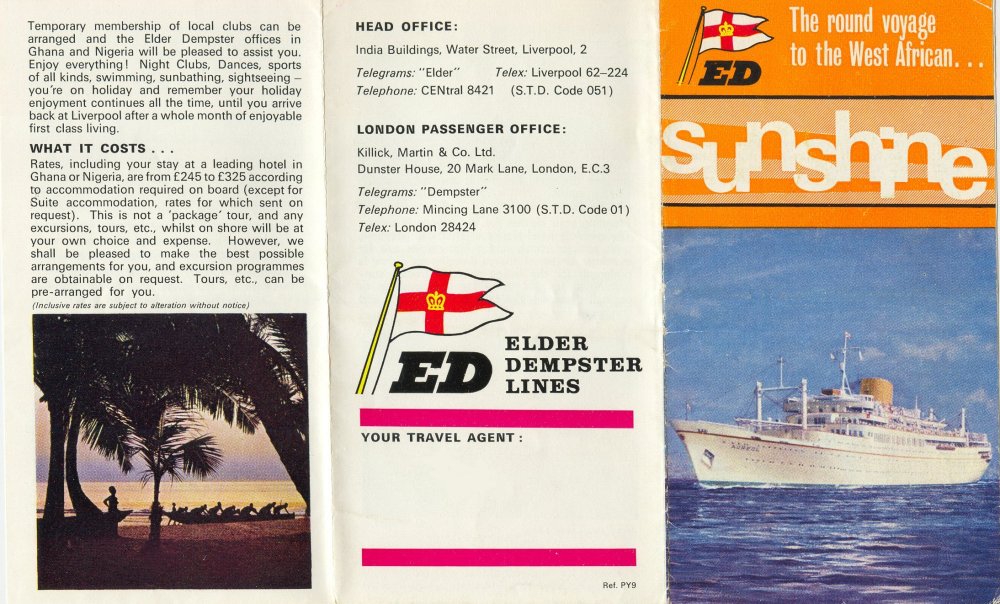 Temporary membership of local clubs can be
arranged and the Elder Dempster offices in
Ghana and Nigeria will be pleased to assist you.
Enjoy everything! Night Clubs, Dances, sports
of all kinds, swimming, sunbathing, sightseeing –
you're on holiday and remember your holiday
enjoyment continues all the time, until you arrive
back at Liverpool after a whole month of enjoyable
first class living.
WHAT IT COSTS . . .
Rates, including your stay at a leading hotel in
Ghana or Nigeria, are from £245 to £325 according
to accommodation required on board (except for
Suite accommodation, rates for which sent on
request). This is not a 'package' tour, and any
excursions, tours, etc., whilst on shore will be at
your own choice and expense. However, we
shall be pleased to make the best possible
arrangements for you, and excursion programmes
are obtainable on request. Tours, etc., can be
pre-arranged for you.
(Inclusive rates are subject to alteration without notice)
HEAD OFFICE:
India Buildings, Water Street, Liverpool, 2
Telegrams: "Elder" Telex: Liverpool 62–224
Telephone: CENtral 8421 (S.T.D. Code 051)
LONDON PASSENGER OFFICE:
Killick, Martin & Co. Ltd.
Dunster House, 20 Mark Lane, London, E.C.3
Telegrams: "Dempster"
Telephone: Mincing Lane 3100 (S.T.D. Code 01)
Telex: London 28424
ED
ELDER
DEMPSTER
LINES
YOUR TRAVEL AGENT :
Ref. PY9
ED
The round voyage
to the West African. . .
sunshine
AUREOL